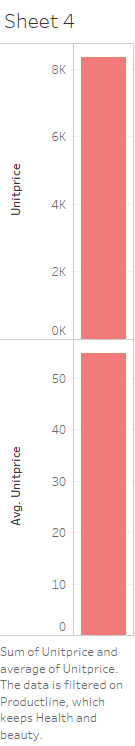 Sheet 4
8K
6K
Unitprice
4K
2K
0K
50
40
Avg. Unitprice
30
20
10
0
Sum of Unitprice and
average of Unitprice.
The data is filtered on
Productline, which
keeps Health and
beauty.